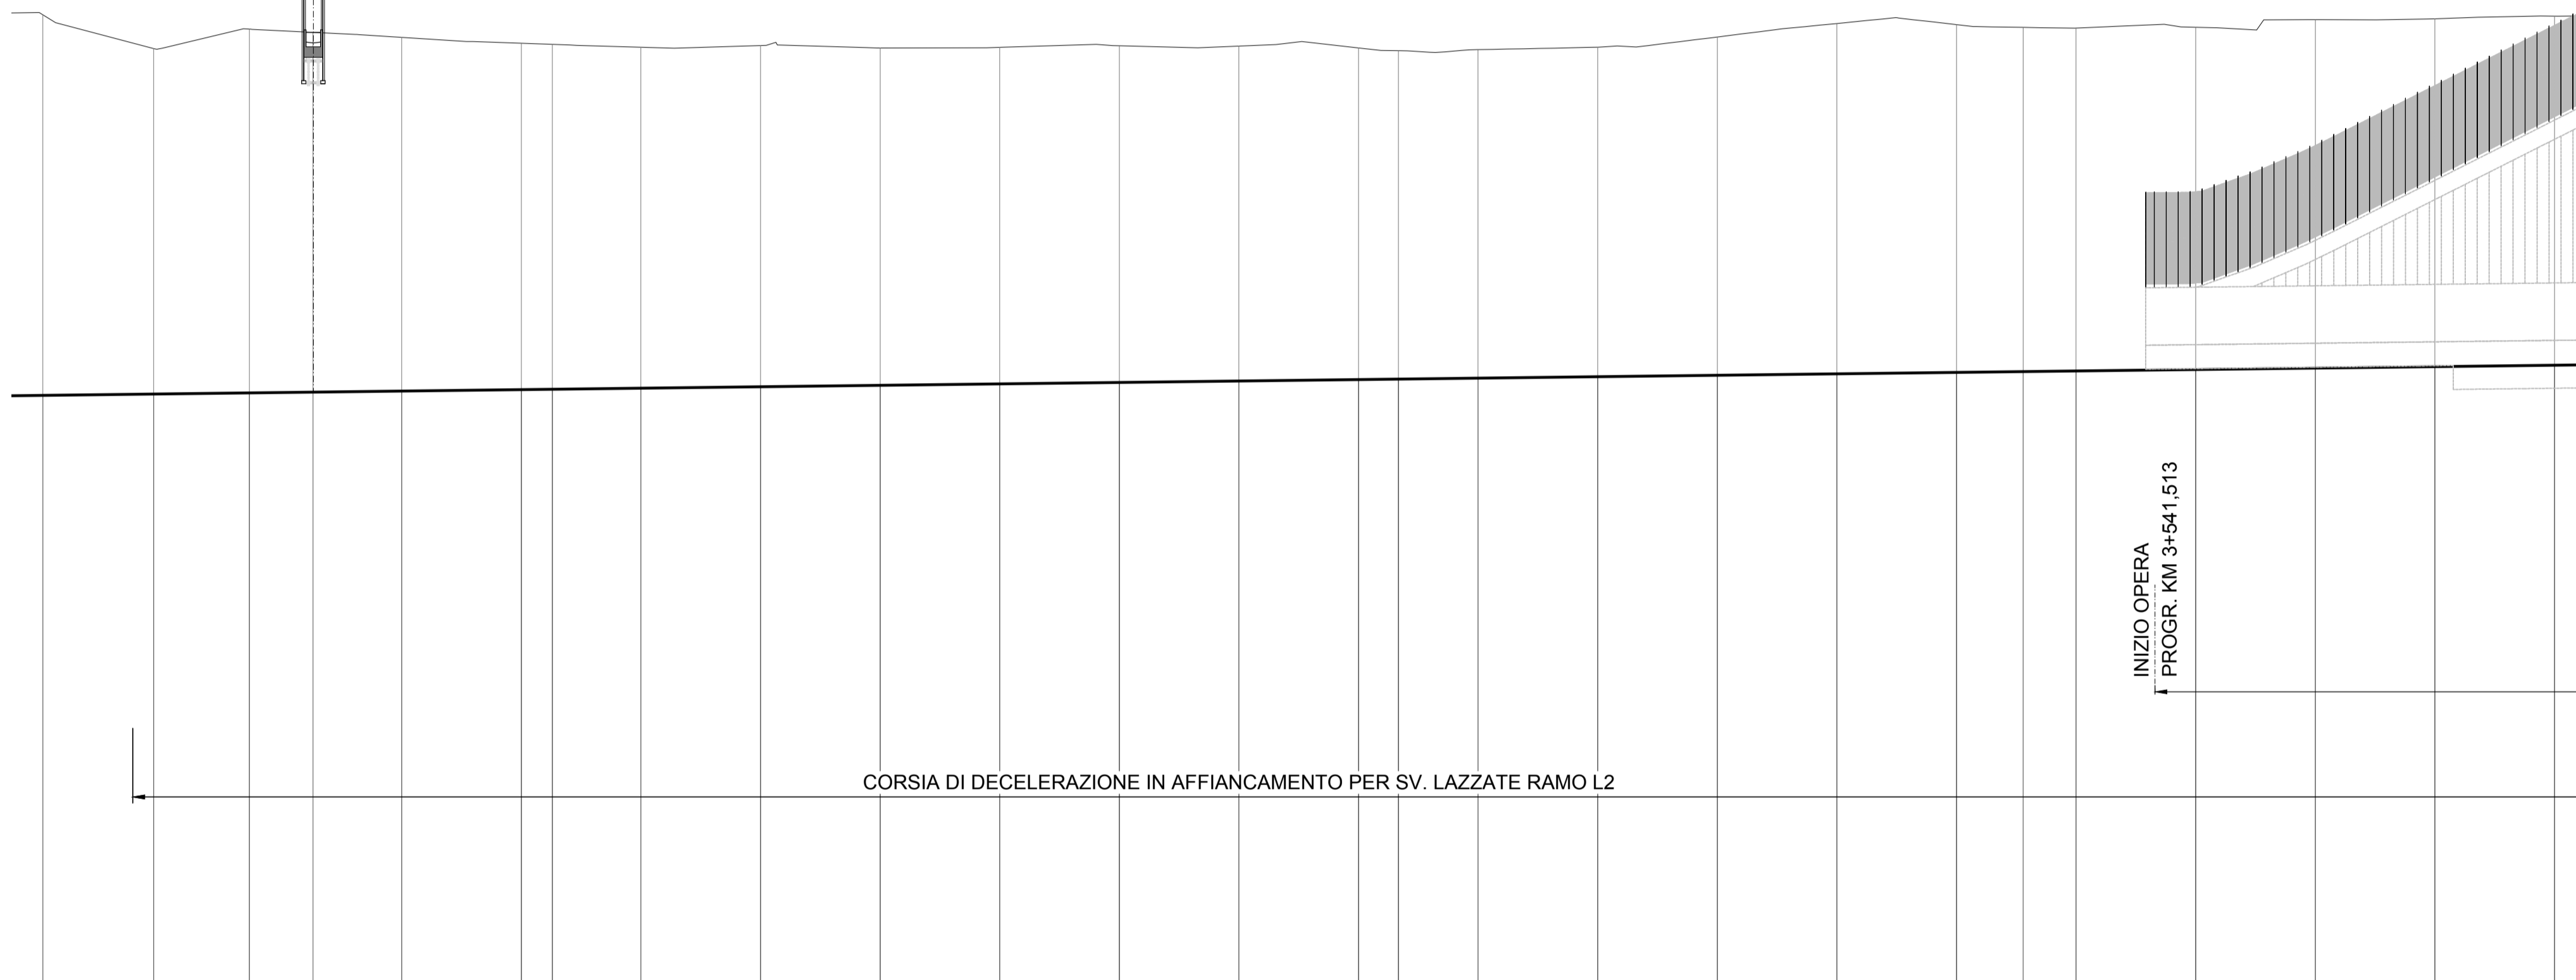 INIZIO OPERA
PROGR. KM 3+541,513
CORSIA DI DECELERAZIONE IN AFFIANCAMENTO PER SV. LAZZATE RAMO L2